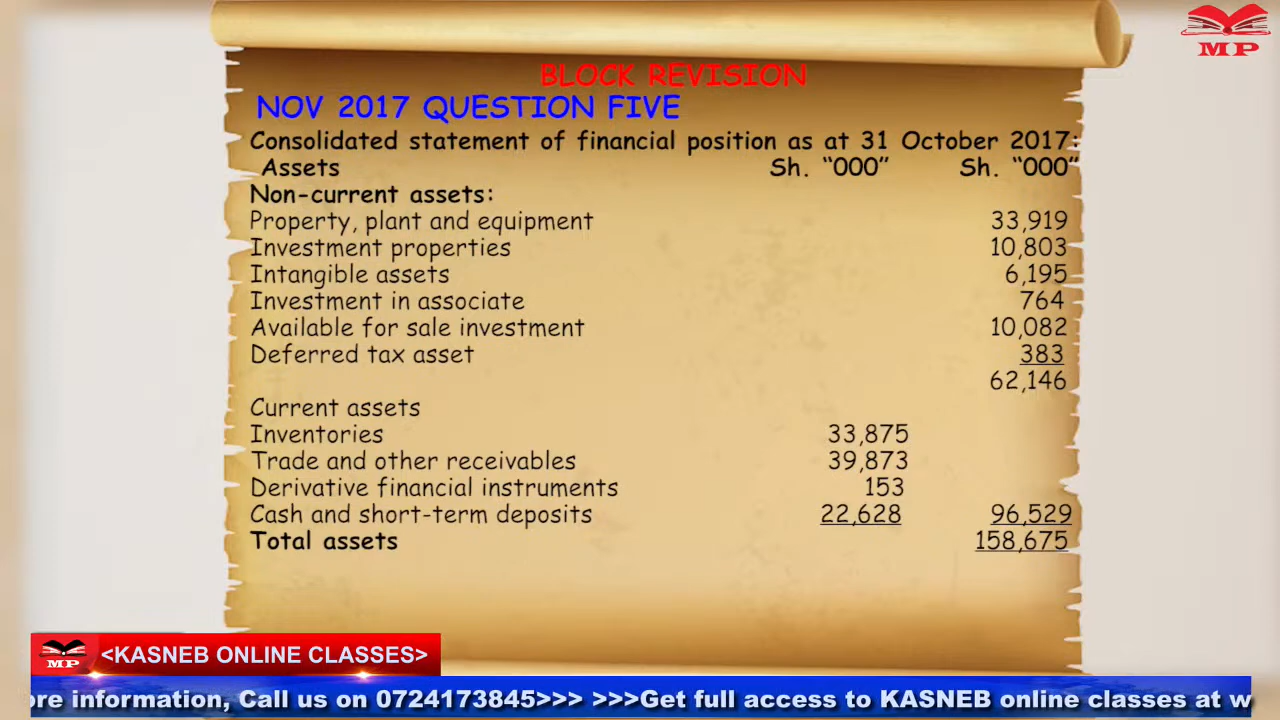 MP
BLOCK REVISION
NOV 2017 QUESTION FIVE
Consolidated statement of financial position as at 31 October 2017:
Assets Sh. “000” Sh. “000”
Non-current assets:
Property, plant and equipment 33,919
Investment properties 10,803
Intangible assets 6,195
Investment in associate 764
Available for sale investment 10,082
Deferred tax asset 383
62,146
Current assets
Inventories 33,875
Trade and other receivables 39,873
Derivative financial instruments 153
Cash and short-term deposits 22,628 96,529
Total assets 158,675
MP <KASNEB ONLINE CLASSES>
ore information, Call us on 0724173845>>> >>>Get full access to KASNEB online classes at w